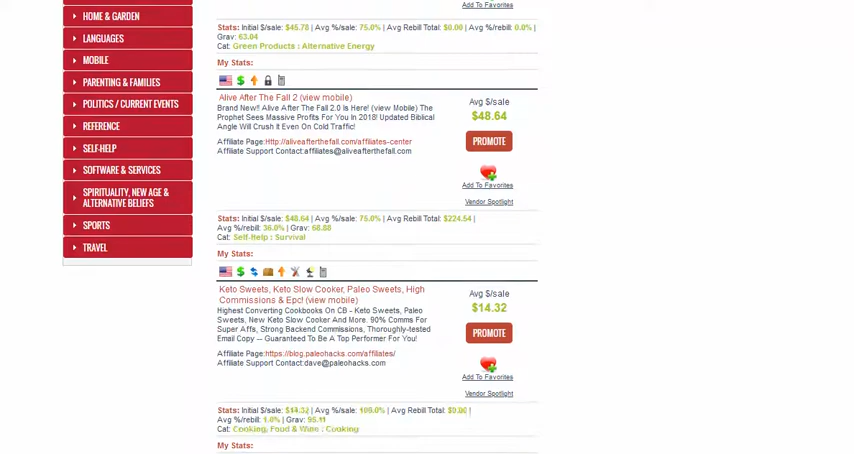 HOME & GARDEN
LANGUAGES
MOBILE
PARENTING & FAMILIES
POLITICS / CURRENT EVENTS
REFERENCE
SELF-HELP
SOFTWARE & SERVICES
SPIRITUALITY, NEW AGE &
ALTERNATIVE BELIEFS
SPORTS
TRAVEL
Add To Favorites
Stats: Initial $/sale: $45.78 | Avg %/sale: 75.0% | Avg Rebill Total: $0.00 | Avg %/rebill: 0.0% |
Grav: 63.04
Cat: Green Products : Alternative Energy
My Stats:
Alive After The Fall 2 (view mobile)
Brand New!! Alive After The Fall 2.0 Is Here! (view Mobile) The
Prophet Sees Massive Profits For You In 2018! Updated Biblical
Angle Will Crush It Even On Cold Traffic!
Affiliate Page:Http://aliveafterthefall.com/affiliates-center
Affiliate Support Contact:affiliates@aliveafterthefall.com
Avg $/sale
$48.64
PROMOTE
Add To Favorites
Vendor Spotlight
Stats: Initial $/sale: $48.64 | Avg %/sale: 75.0% | Avg Rebill Total: $224.54 |
Avg %/rebill: 36.0% | Grav: 68.88
Cat: Self-Help : Survival
My Stats:
Keto Sweets, Keto Slow Cooker, Paleo Sweets, High
Commissions & Epc! (view mobile)
Highest Converting Cookbooks On CB - Keto Sweets, Paleo
Sweets, New Keto Slow Cooker And More. 90% Comms For
Super Affs, Strong Backend Commissions, Thoroughly-tested
Email Copy -- Guaranteed To Be A Top Performer For You!
Affiliate Page:https://blog.paleohacks.com/affiliates/
Affiliate Support Contact:dave@paleohacks.com
Avg $/sale
$14.32
PROMOTE
Add To Favorites
Vendor Spotlight
Stats: Initial $/sale: $14.32 | Avg %/sale: | Avg Rebill Total: $0.00 |
Avg %/rebill: 1.0% | Grav: 95.11
Cat: Cooking, Food & Wine : Cooking
My Stats: